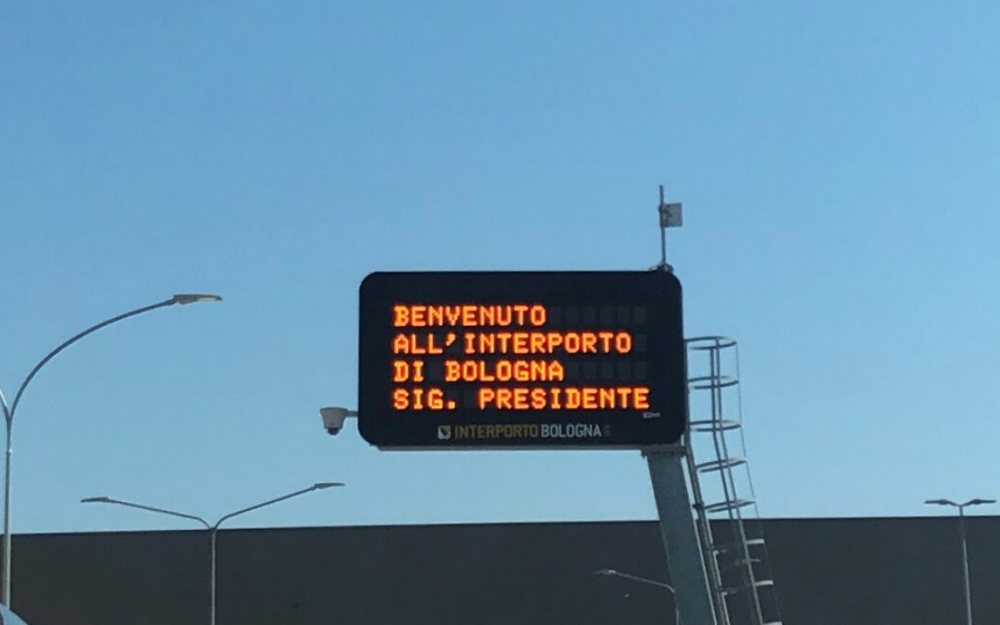 BENVENUTO
ALL'INTERPORTO
DI BOLOGNA
SIG. PRESIDENTE
INTERPORTO BOLOGNA